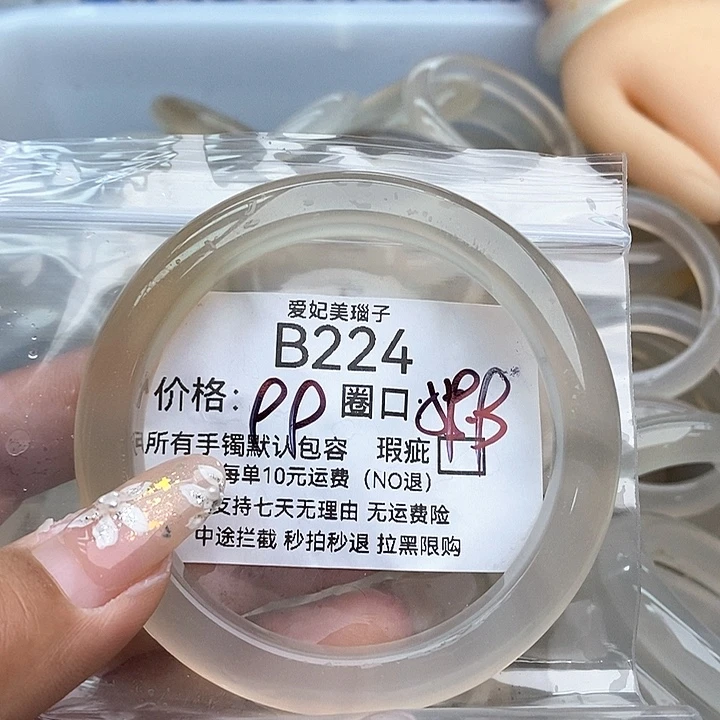 爱妃美瑙子
B224
价格: PP 圈口:
所有手镯默认包容 瑕疵
每单10元运费（NO退）
支持七天无理由 无运费险
中途拦截 秒拍秒退 拉黑限购